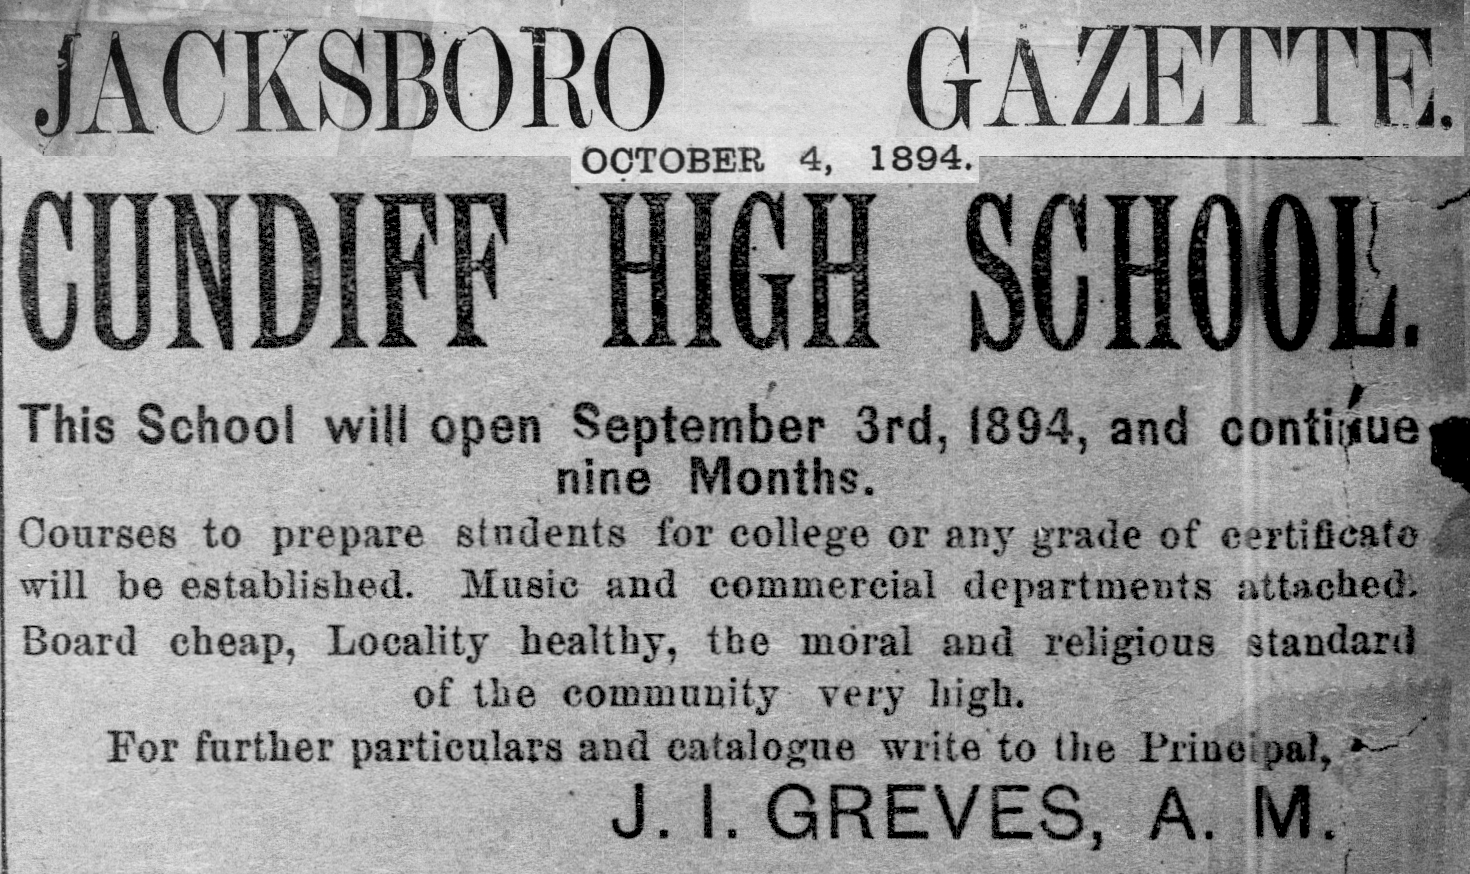 JACKSBORO GAZETTE.
OCTOBER 4, 1894.
CUNDIFF HIGH SCHOOL.
This School will open September 3rd, 1894, and continue
nine Months.
Courses to prepare students for college or any grade of certificate
will be established. Music and commercial departments attached.
Board cheap, Locality healthy, the moral and religious standard
of the community very high.
For further particulars and catalogue write to the Principal,
J. I. GREVES, A. M.